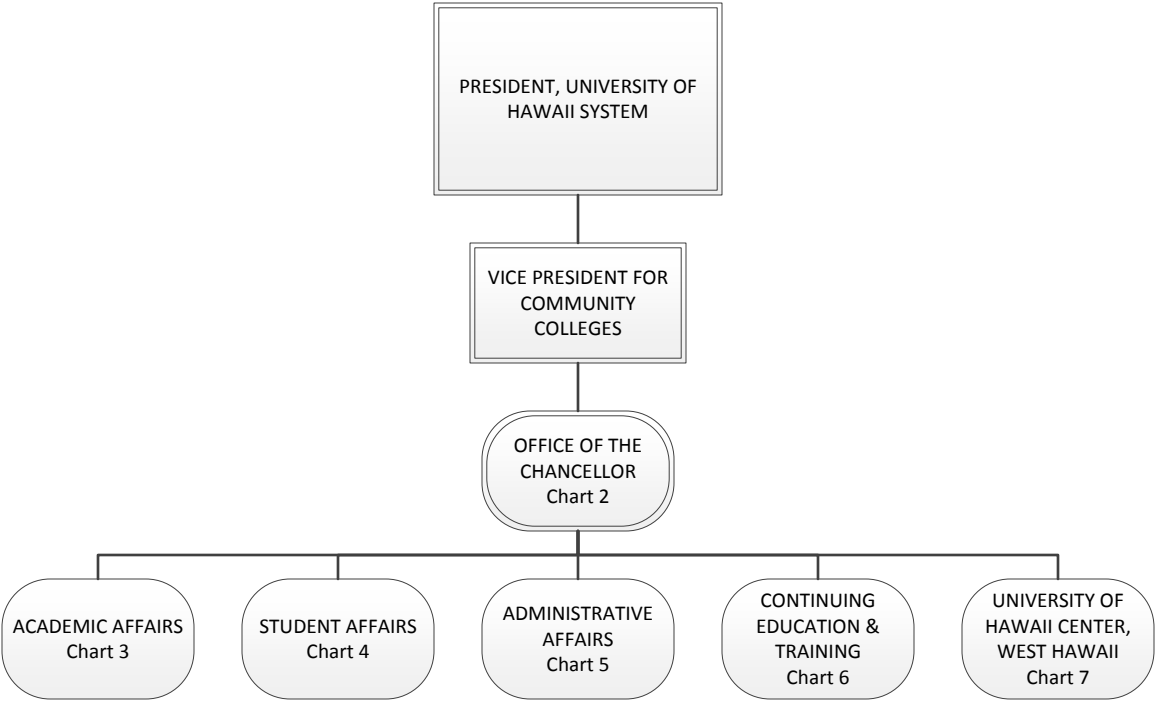 PRESIDENT, UNIVERSITY OF
HAWAII SYSTEM
VICE PRESIDENT FOR
COMMUNITY
COLLEGES
OFFICE OF THE
CHANCELLOR
Chart 2
ACADEMIC AFFAIRS
Chart 3
STUDENT AFFAIRS
Chart 4
ADMINISTRATIVE
AFFAIRS
Chart 5
CONTINUING
EDUCATION &
TRAINING
Chart 6
UNIVERSITY OF
HAWAII CENTER,
WEST HAWAII
Chart 7